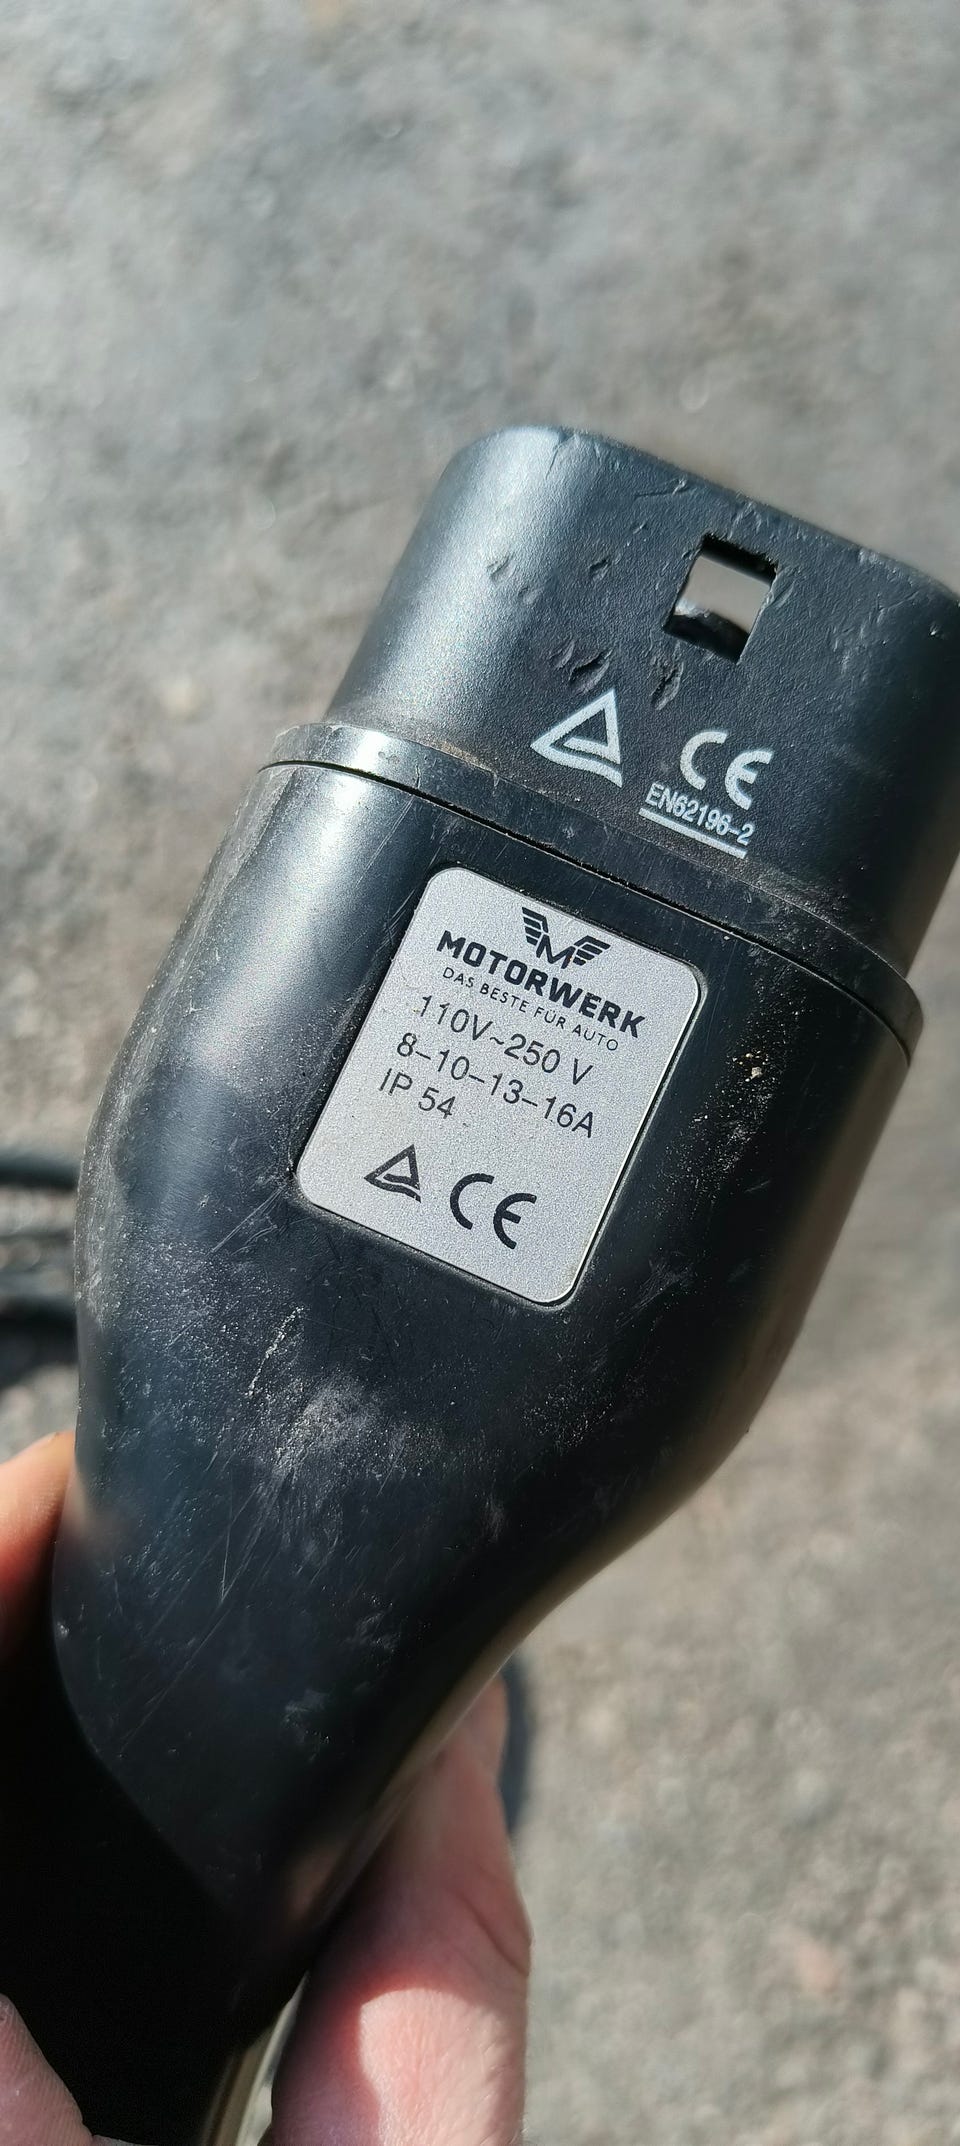 CE
EN62196-2
M
MOTORWERK
DAS BESTE FÜR AUTO
110V~250 V
8-10-13-16A
IP 54
CE